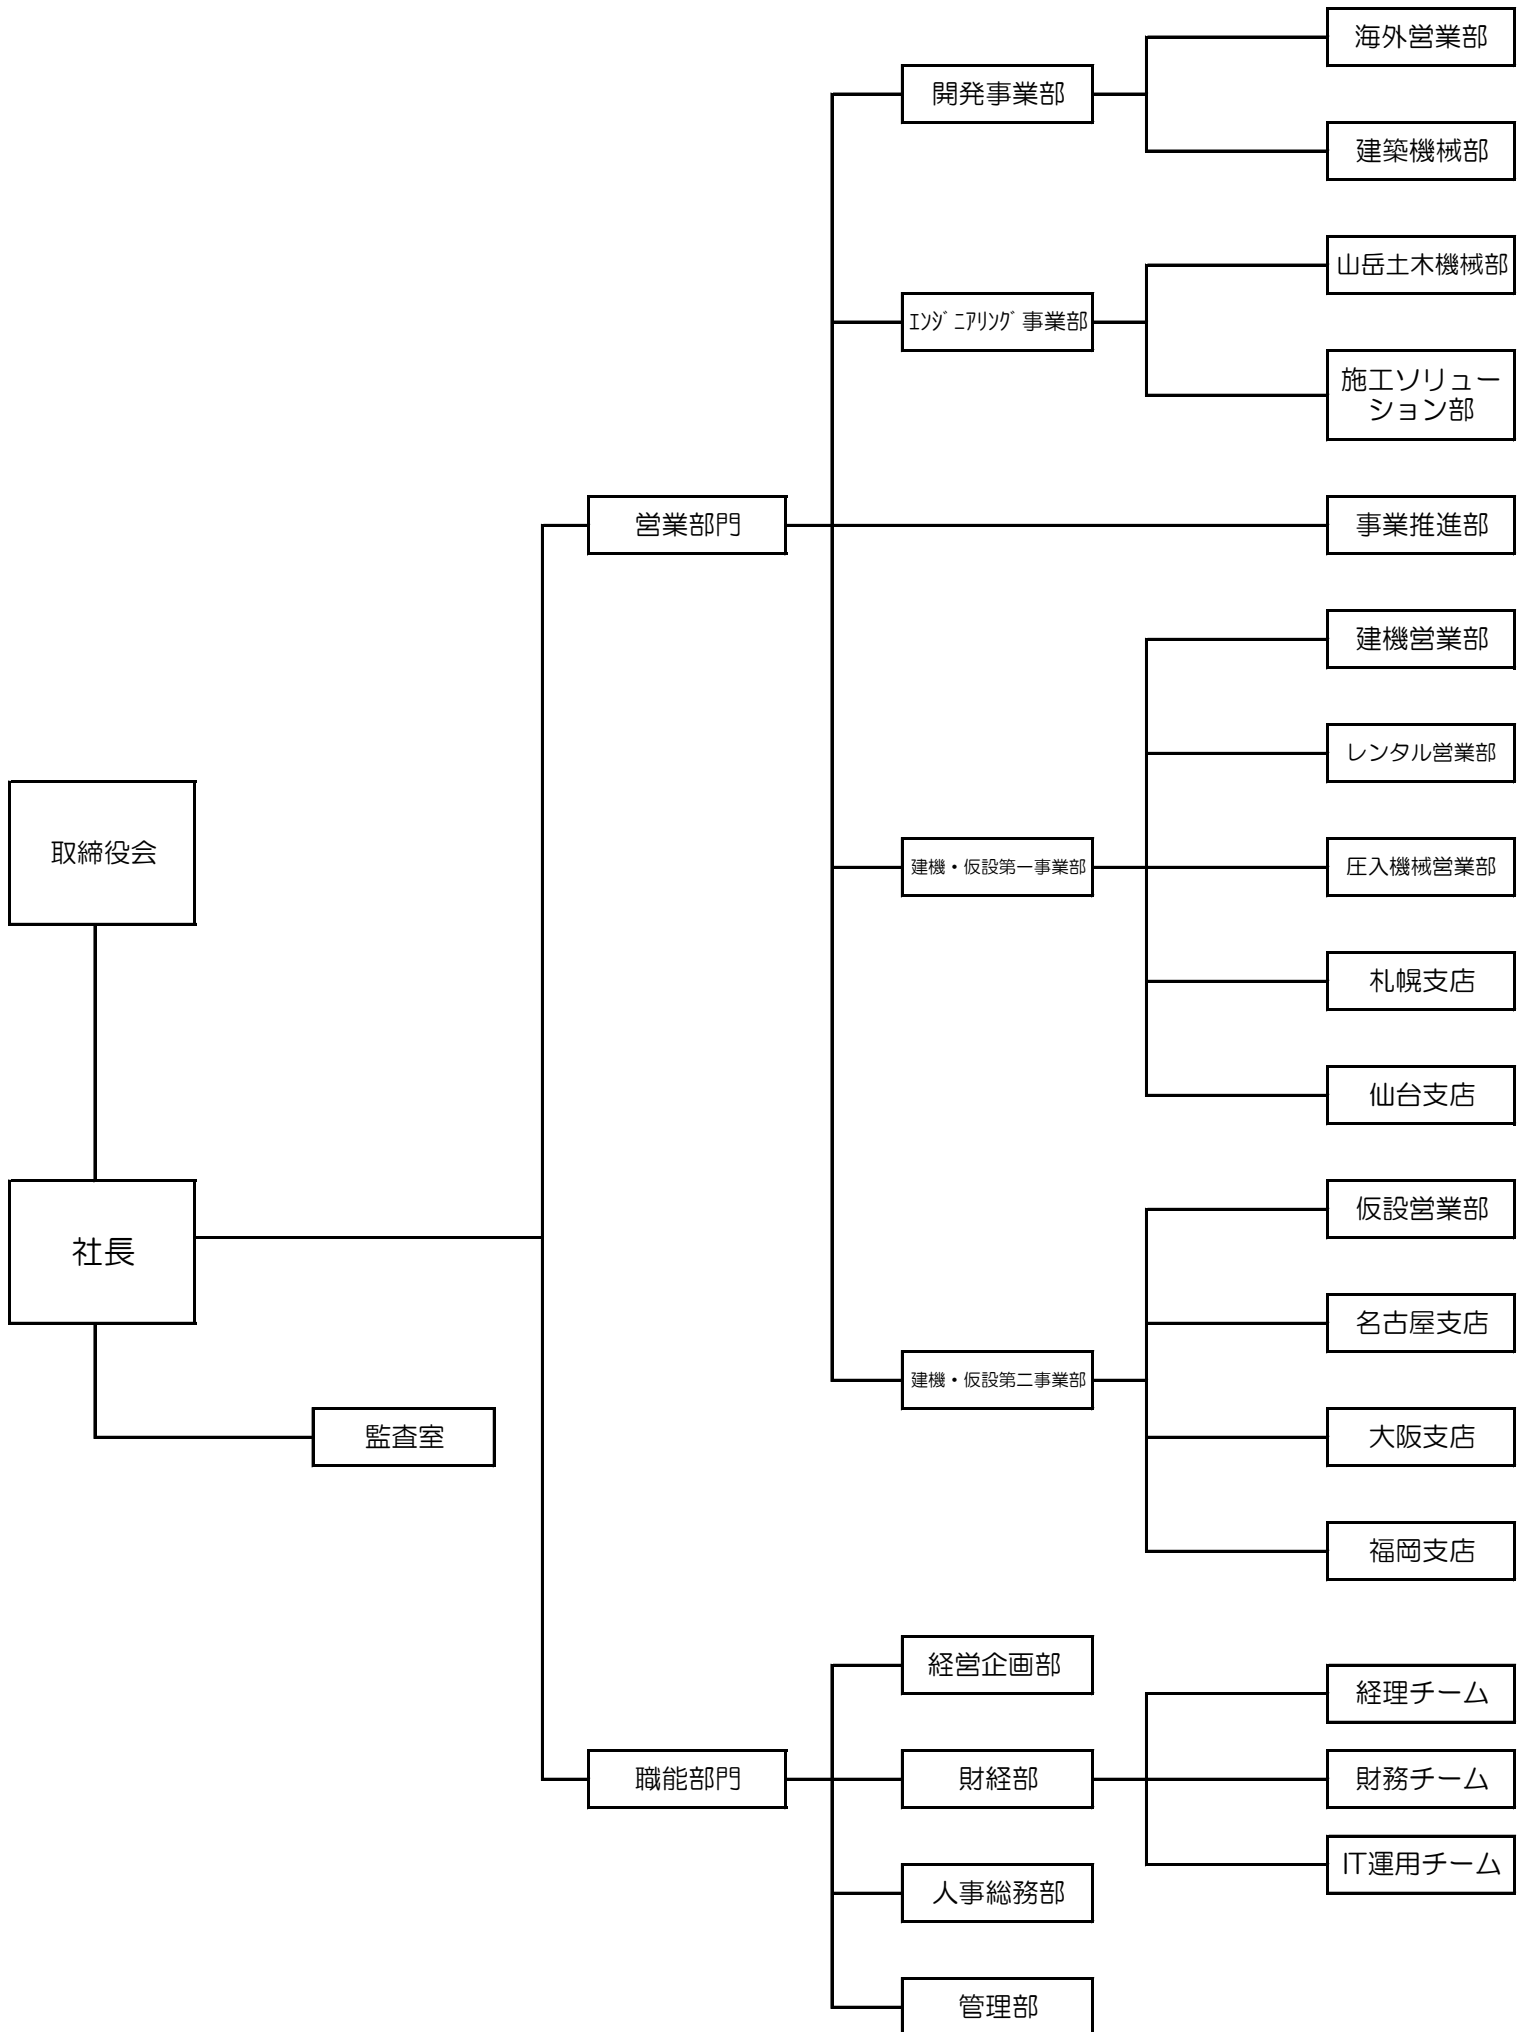 海外営業部
開発事業部
建築機械部
山岳土木機械部
ｴﾝｼﾞﾆｱﾘﾝｸﾞ事業部
施工ソリュー
ション部
営業部門
事業推進部
建機営業部
レンタル営業部
取締役会
建機・仮設第一事業部
圧入機械営業部
札幌支店
仙台支店
仮設営業部
社長
名古屋支店
建機・仮設第二事業部
監査室
大阪支店
福岡支店
経営企画部
経理チーム
職能部門
財経部
財務チーム
IT運用チーム
人事総務部
管理部